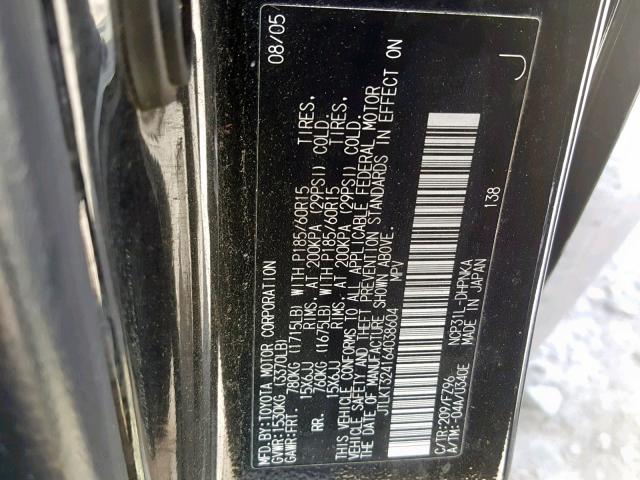 MFD.BY:TOYOTA MOTOR CORPORATION 08/05
GVWR:1530KG(3370LB)
GAWR:FRT. 780KG (1715LB) WITH P185/60R15 TIRES,
15X6JJ RIMS, AT 200KPA (29PSI) COLD.
RR. 760KG (1675LB) WITH P185/60R15 TIRES,
15X6JJ RIMS, AT 200KPA (29PSI) COLD.
THIS VEHICLE CONFORMS TO ALL APPLICABLE FEDERAL MOTOR
VEHICLE SAFETY AND THEFT PREVENTION STANDARDS IN EFFECT ON
THE DATE OF MANUFACTURE SHOWN ABOVE.
JTLKT324164038604 MPV
138
C/TR:209/FZ96 NCP31L-DHPMKA
A/TM:-04A/U340E MADE IN JAPAN
J